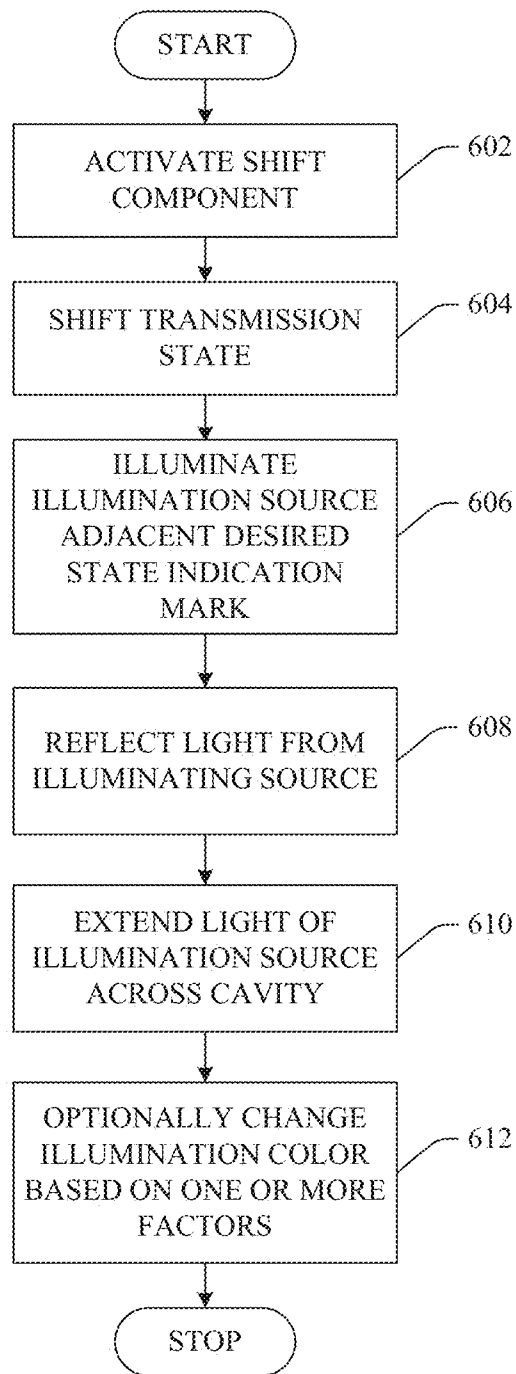 START
ACTIVATE SHIFT
COMPONENT
602
SHIFT TRANSMISSION
STATE
604
ILLUMINATE
ILLUMINATION SOURCE
ADJACENT DESIRED
STATE INDICATION
MARK
606
REFLECT LIGHT FROM
ILLUMINATING SOURCE
608
EXTEND LIGHT OF
ILLUMINATION SOURCE
ACROSS CAVITY
610
OPTIONALLY CHANGE
ILLUMINATION COLOR
BASED ON ONE OR MORE
FACTORS
612
STOP